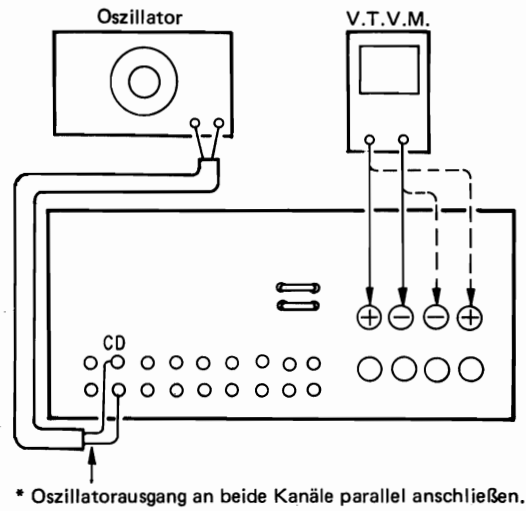 Oszillator
V.T.V.M.
+ − − +
CD
* Oszillatorausgang an beide Kanäle parallel anschließen.